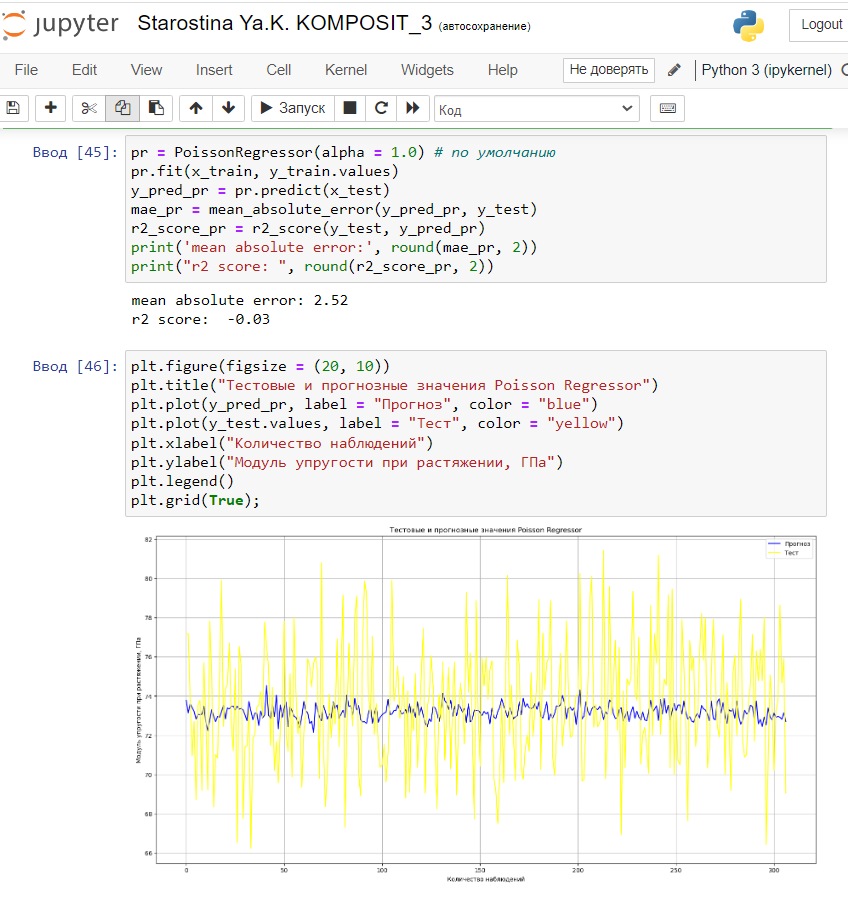 jupyter Starostina Ya.K. KOMPOSIT_3 (автосохранение)
Logout
File Edit View Insert Cell Kernel Widgets Help Не доверять Python 3 (ipykernel)
Запуск Код
Ввод [45]: pr = PoissonRegressor(alpha = 1.0) # по умолчанию
pr.fit(x_train, y_train.values)
y_pred_pr = pr.predict(x_test)
mae_pr = mean_absolute_error(y_pred_pr, y_test)
r2_score_pr = r2_score(y_test, y_pred_pr)
print('mean absolute error:', round(mae_pr, 2))
print("r2 score: ", round(r2_score_pr, 2))
mean absolute error: 2.52
r2 score:  -0.03
Ввод [46]: plt.figure(figsize = (20, 10))
plt.title("Тестовые и прогнозные значения Poisson Regressor")
plt.plot(y_pred_pr, label = "Прогноз", color = "blue")
plt.plot(y_test.values, label = "Тест", color = "yellow")
plt.xlabel("Количество наблюдений")
plt.ylabel("Модуль упругости при растяжении, ГПа")
plt.legend()
plt.grid(True);
Тестовые и прогнозные значения Poisson Regressor
Прогноз
Тест
82
80
78
76
74
72
70
68
66
Модуль упругости при растяжении, ГПа
0 50 100 150 200 250 300
Количество наблюдений